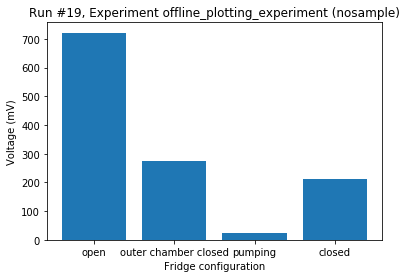 Run #19, Experiment offline_plotting_experiment (nosample)
700
600
500
400
300
200
100
0
Voltage (mV)
open outer chamber closed pumping closed
Fridge configuration